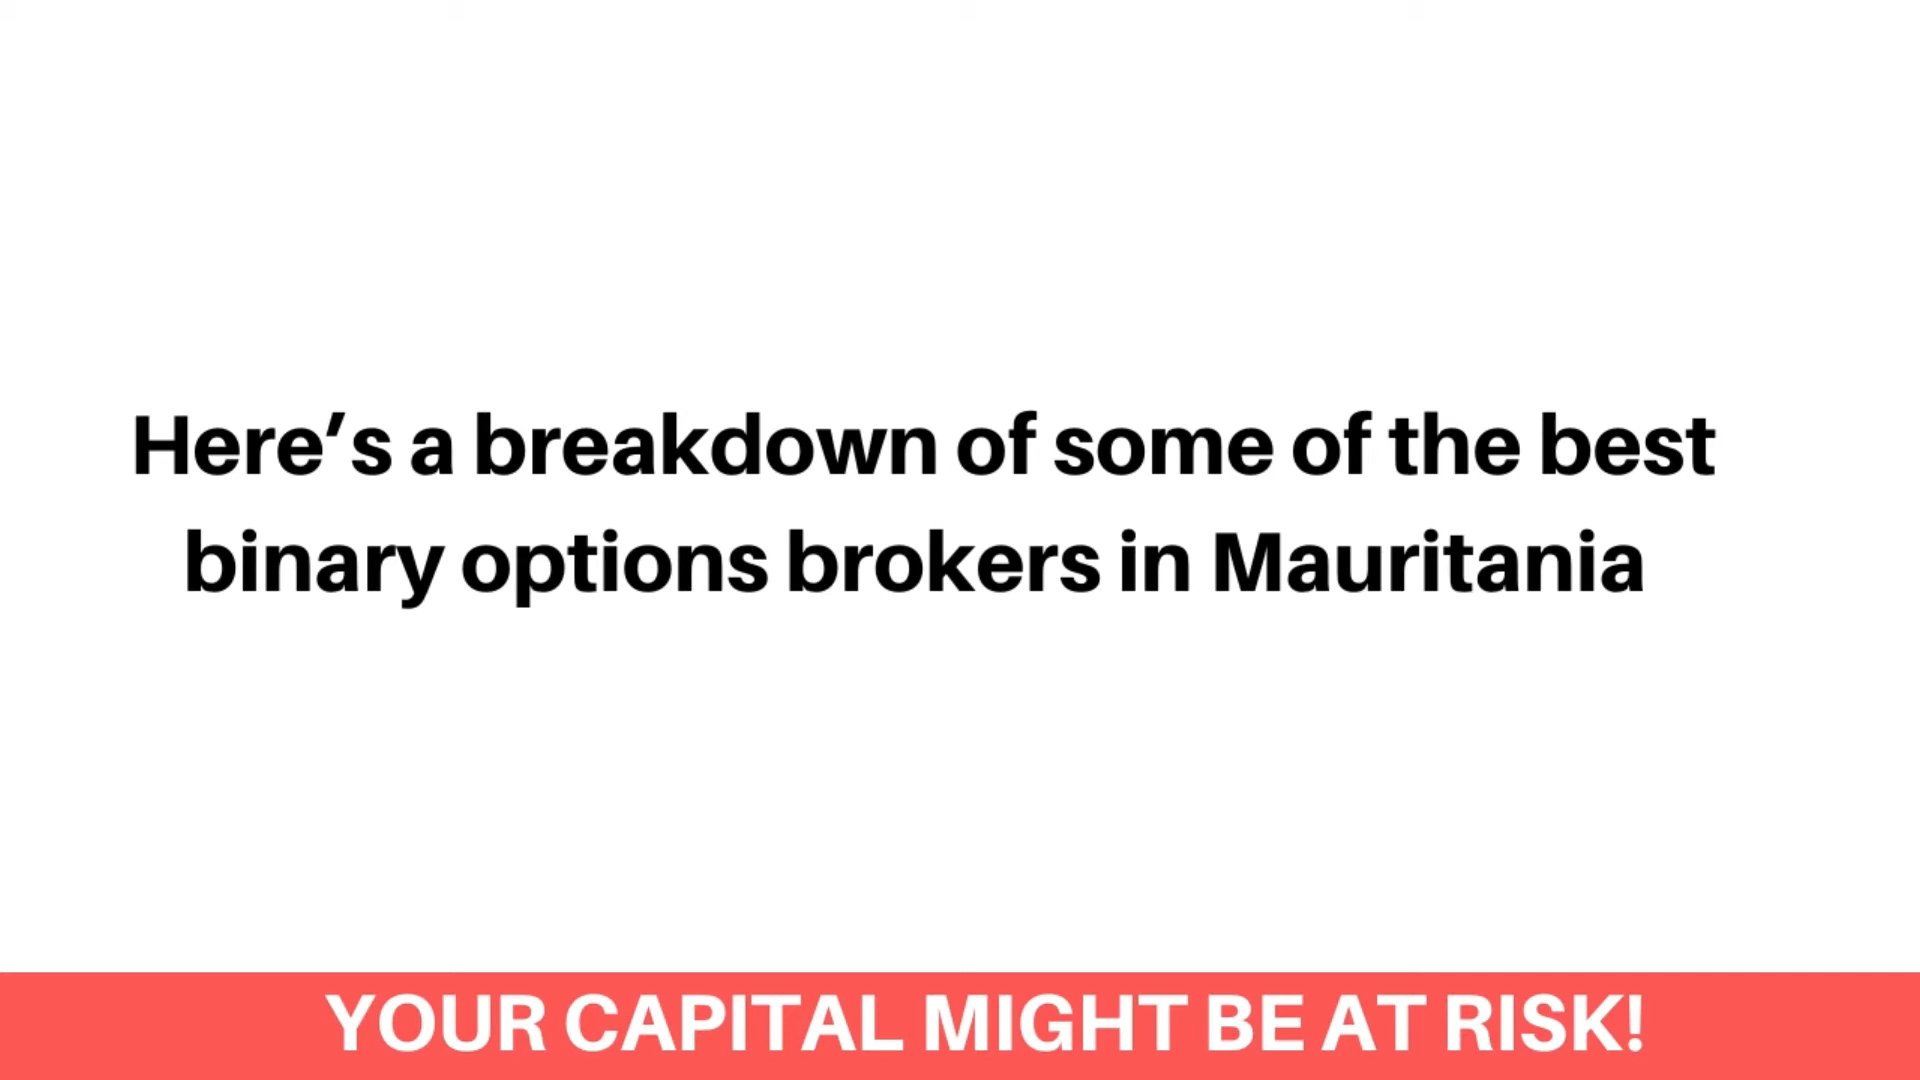 Here’s a breakdown of some of the best
binary options brokers in Mauritania
YOUR CAPITAL MIGHT BE AT RISK!